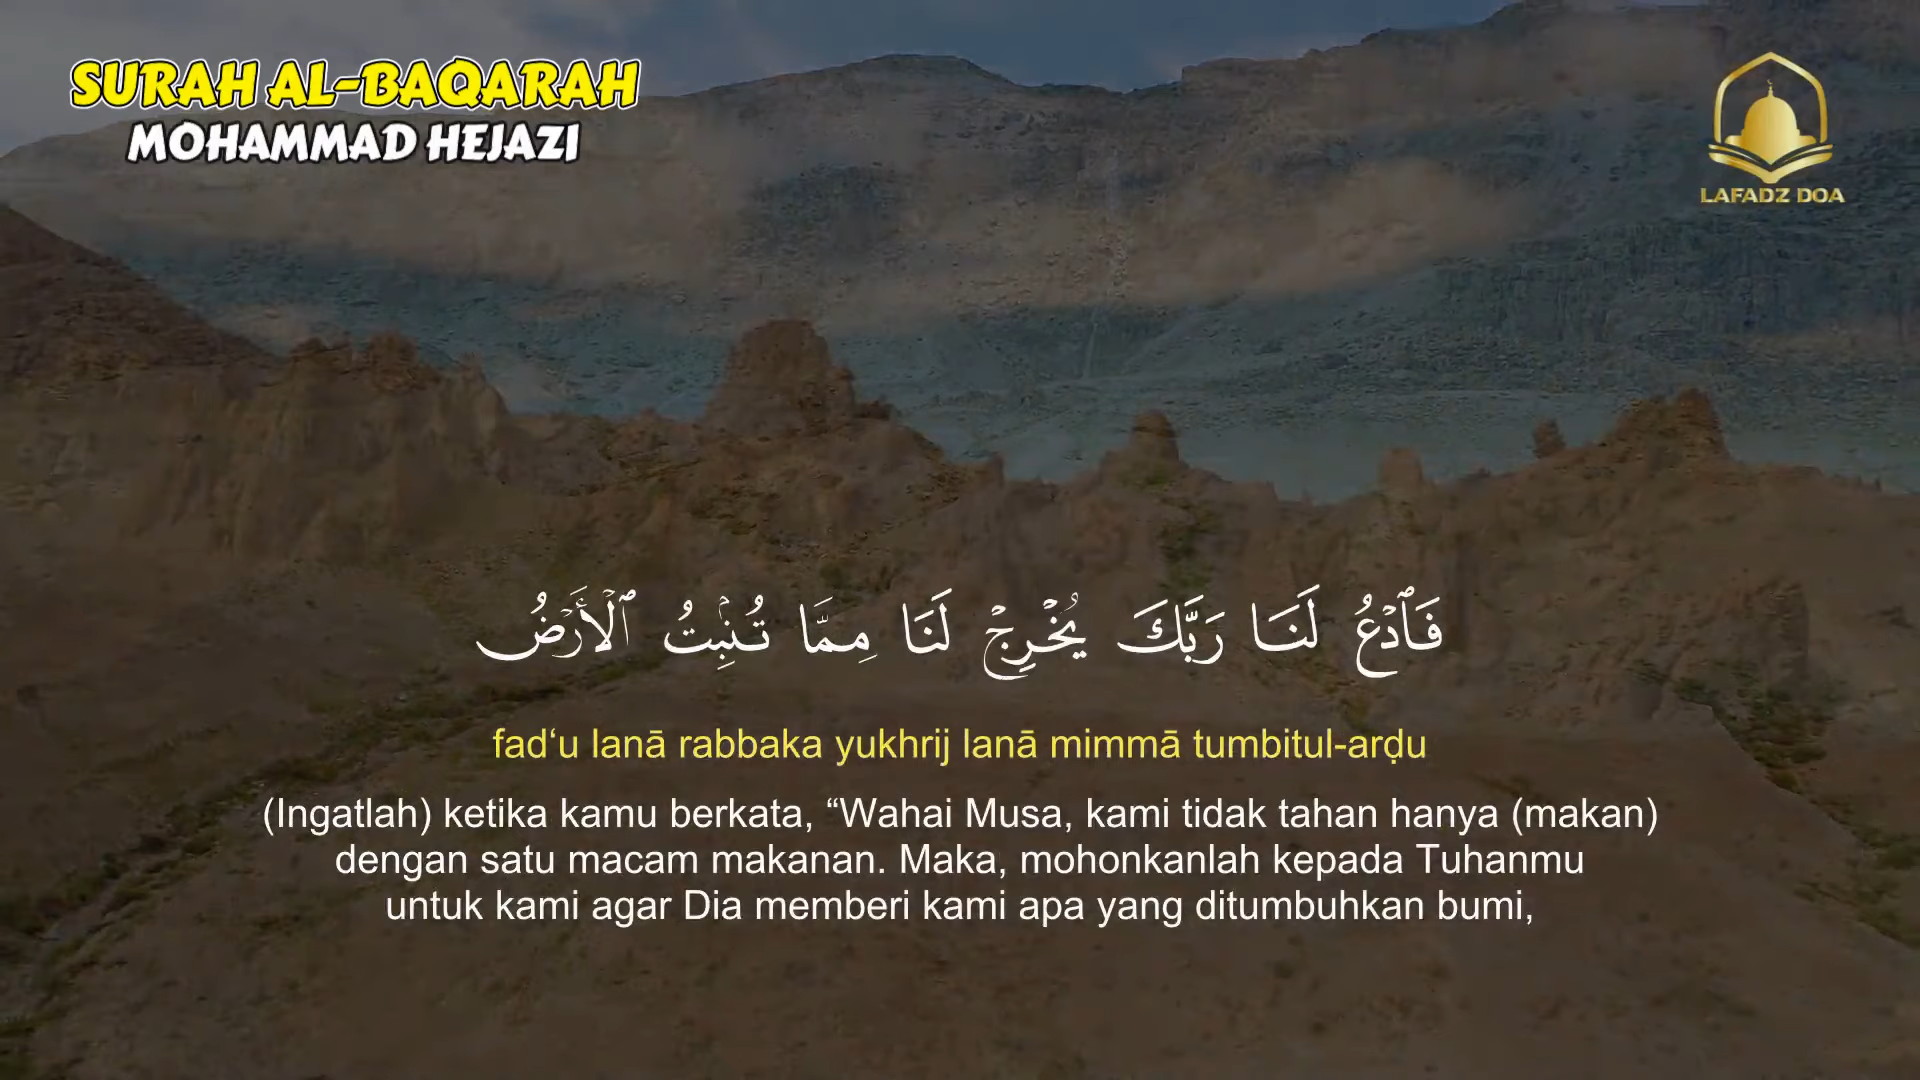 SURAH AL-BAQARAH
MOHAMMAD HEJAZI
LAFADZ DOA
فَٱدْعُ لَنَا رَبَّكَ يُخْرِجْ لَنَا مِمَّا تُنۢبِتُ ٱلْأَرْضُ
fad‘u lanā rabbaka yukhrij lanā mimmā tumbitul-arḍu
(Ingatlah) ketika kamu berkata, “Wahai Musa, kami tidak tahan hanya (makan)
dengan satu macam makanan. Maka, mohonkanlah kepada Tuhanmu
untuk kami agar Dia memberi kami apa yang ditumbuhkan bumi,